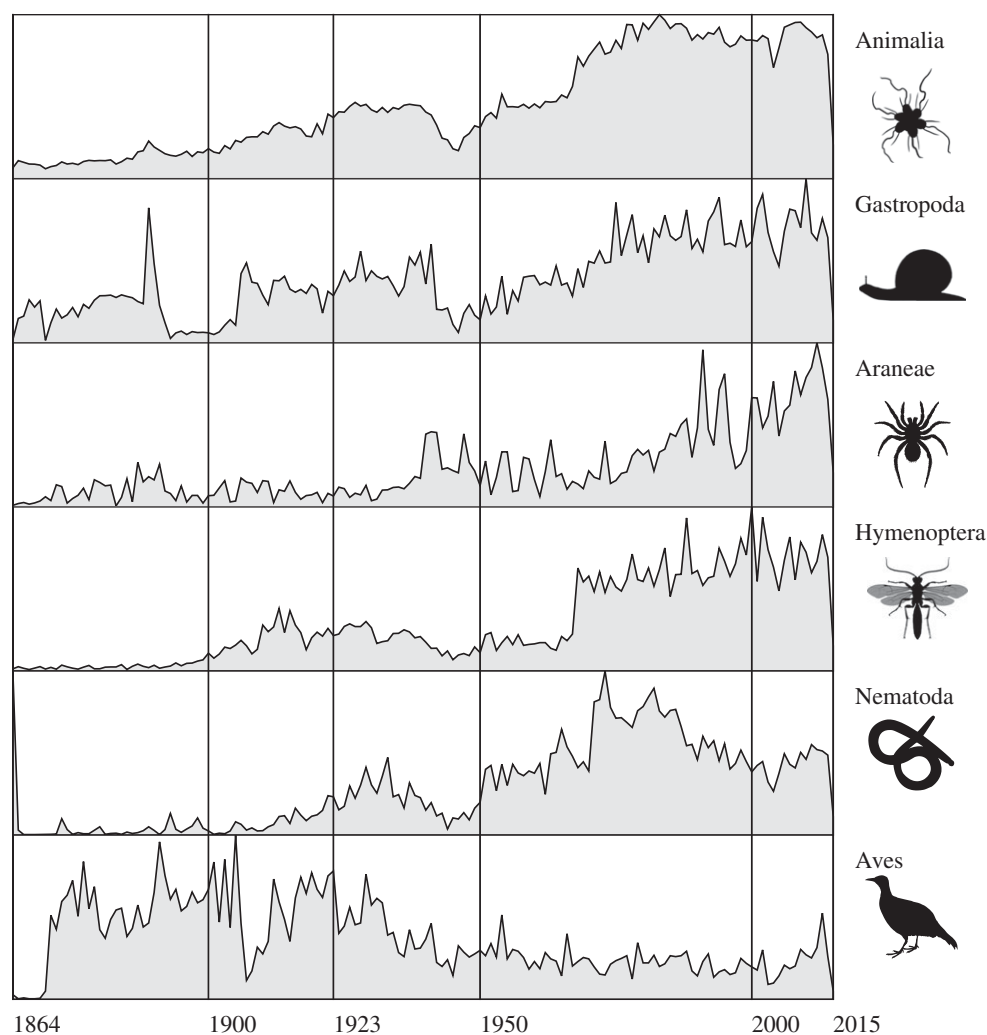 Animalia
Gastropoda
Araneae
Hymenoptera
Nematoda
Aves
1864 1900 1923 1950 2000 2015